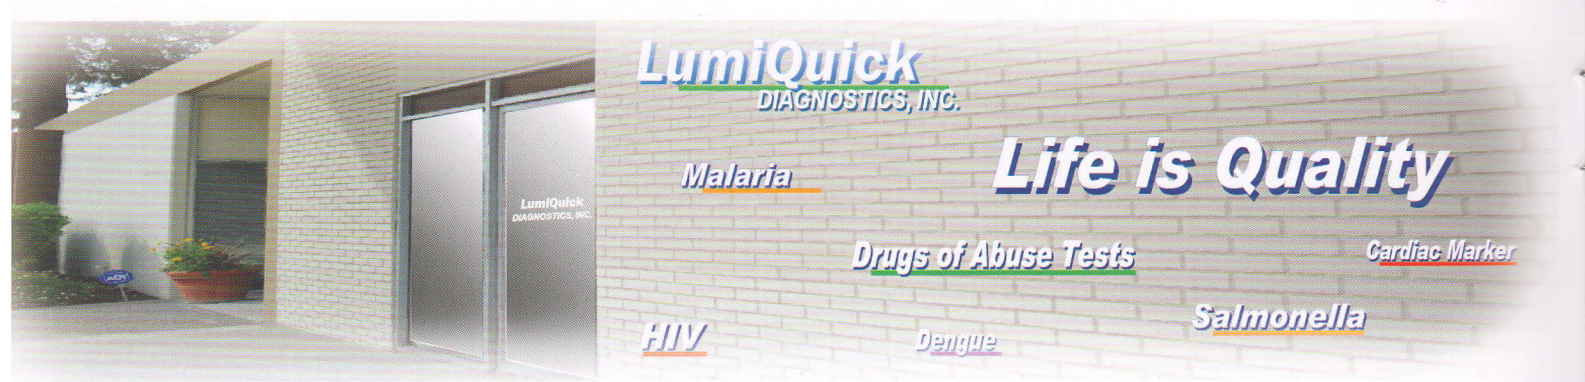 LumiQuick
DIAGNOSTICS, INC.
Life is Quality
Malaria
LumiQuick
DIAGNOSTICS, INC.
Drugs of Abuse Tests
Cardiac Marker
Salmonella
HIV
Dengue
ADT